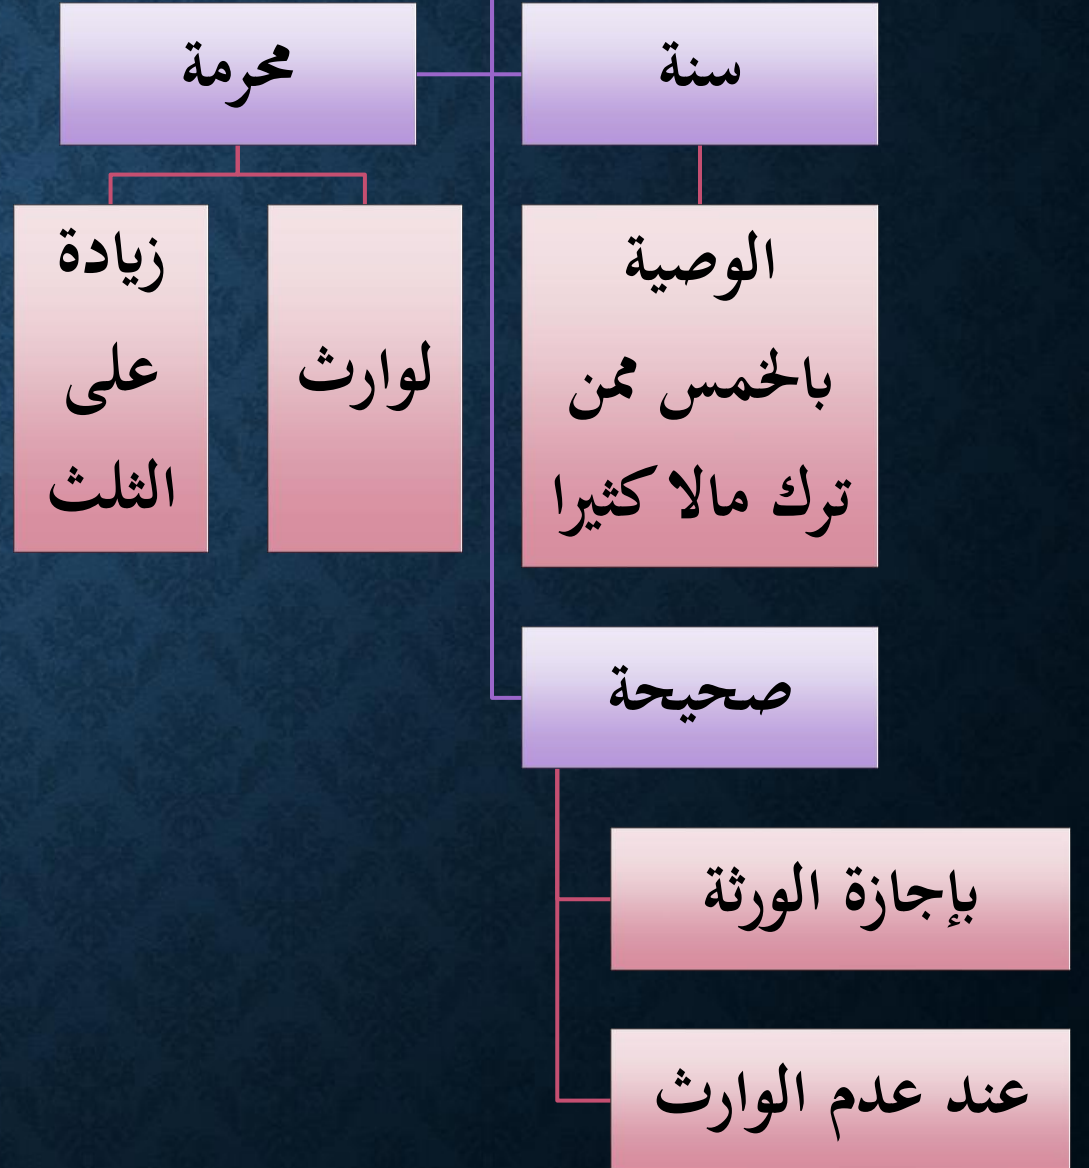 سنة
محرمة
الوصية
بالخمس ممن
ترك مالا كثيرا
لوارث
زيادة
على
الثلث
صحيحة
بإجازة الورثة
عند عدم الوارث